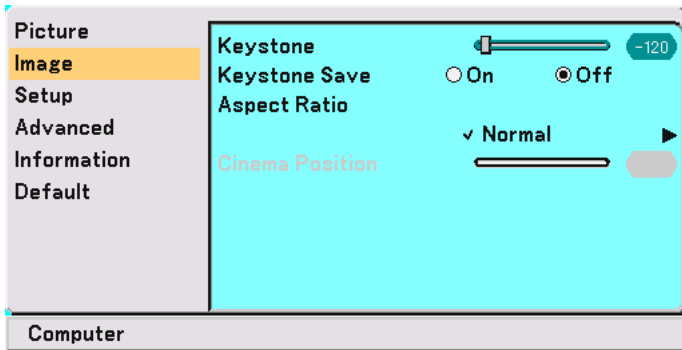 Picture
Image
Setup
Advanced
Information
Default
Keystone -120
Keystone Save On Off
Aspect Ratio
✓ Normal
Cinema Position
Computer